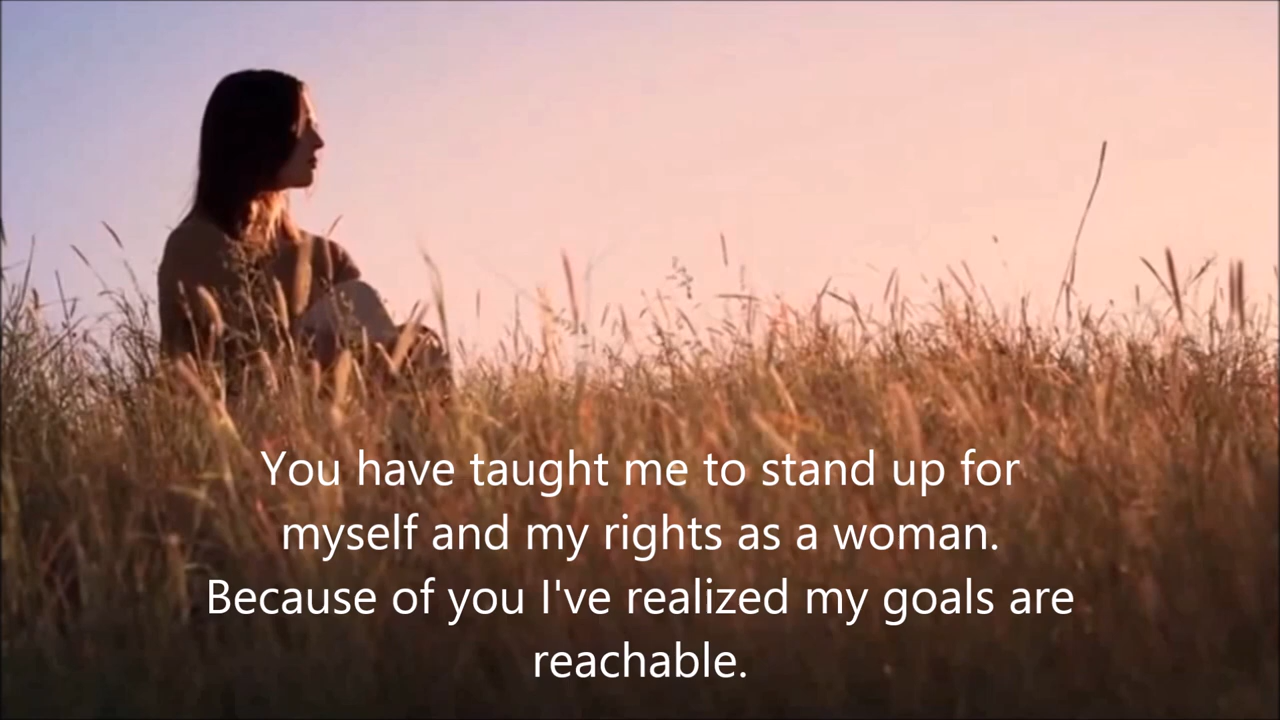 You have taught me to stand up for
myself and my rights as a woman.
Because of you I've realized my goals are
reachable.